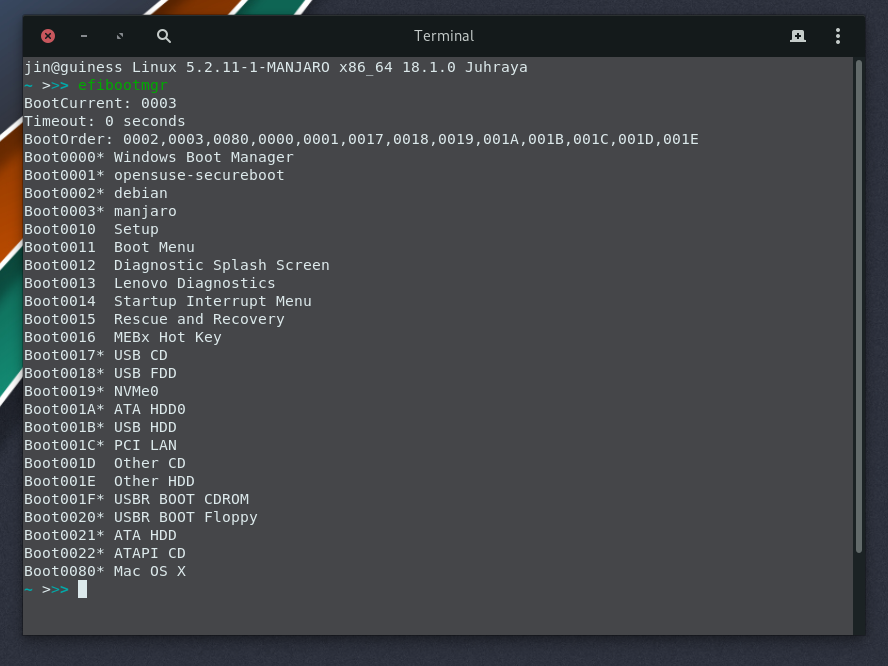 Terminal
jin@guiness Linux 5.2.11-1-MANJARO x86_64 18.1.0 Juhraya
~ >>> efibootmgr
BootCurrent: 0003
Timeout: 0 seconds
BootOrder: 0002,0003,0080,0000,0001,0017,0018,0019,001A,001B,001C,001D,001E
Boot0000* Windows Boot Manager
Boot0001* opensuse-secureboot
Boot0002* debian
Boot0003* manjaro
Boot0010  Setup
Boot0011  Boot Menu
Boot0012  Diagnostic Splash Screen
Boot0013  Lenovo Diagnostics
Boot0014  Startup Interrupt Menu
Boot0015  Rescue and Recovery
Boot0016  MEBx Hot Key
Boot0017* USB CD
Boot0018* USB FDD
Boot0019* NVMe0
Boot001A* ATA HDD0
Boot001B* USB HDD
Boot001C* PCI LAN
Boot001D  Other CD
Boot001E  Other HDD
Boot001F* USBR BOOT CDROM
Boot0020* USBR BOOT Floppy
Boot0021* ATA HDD
Boot0022* ATAPI CD
Boot0080* Mac OS X
~ >>>